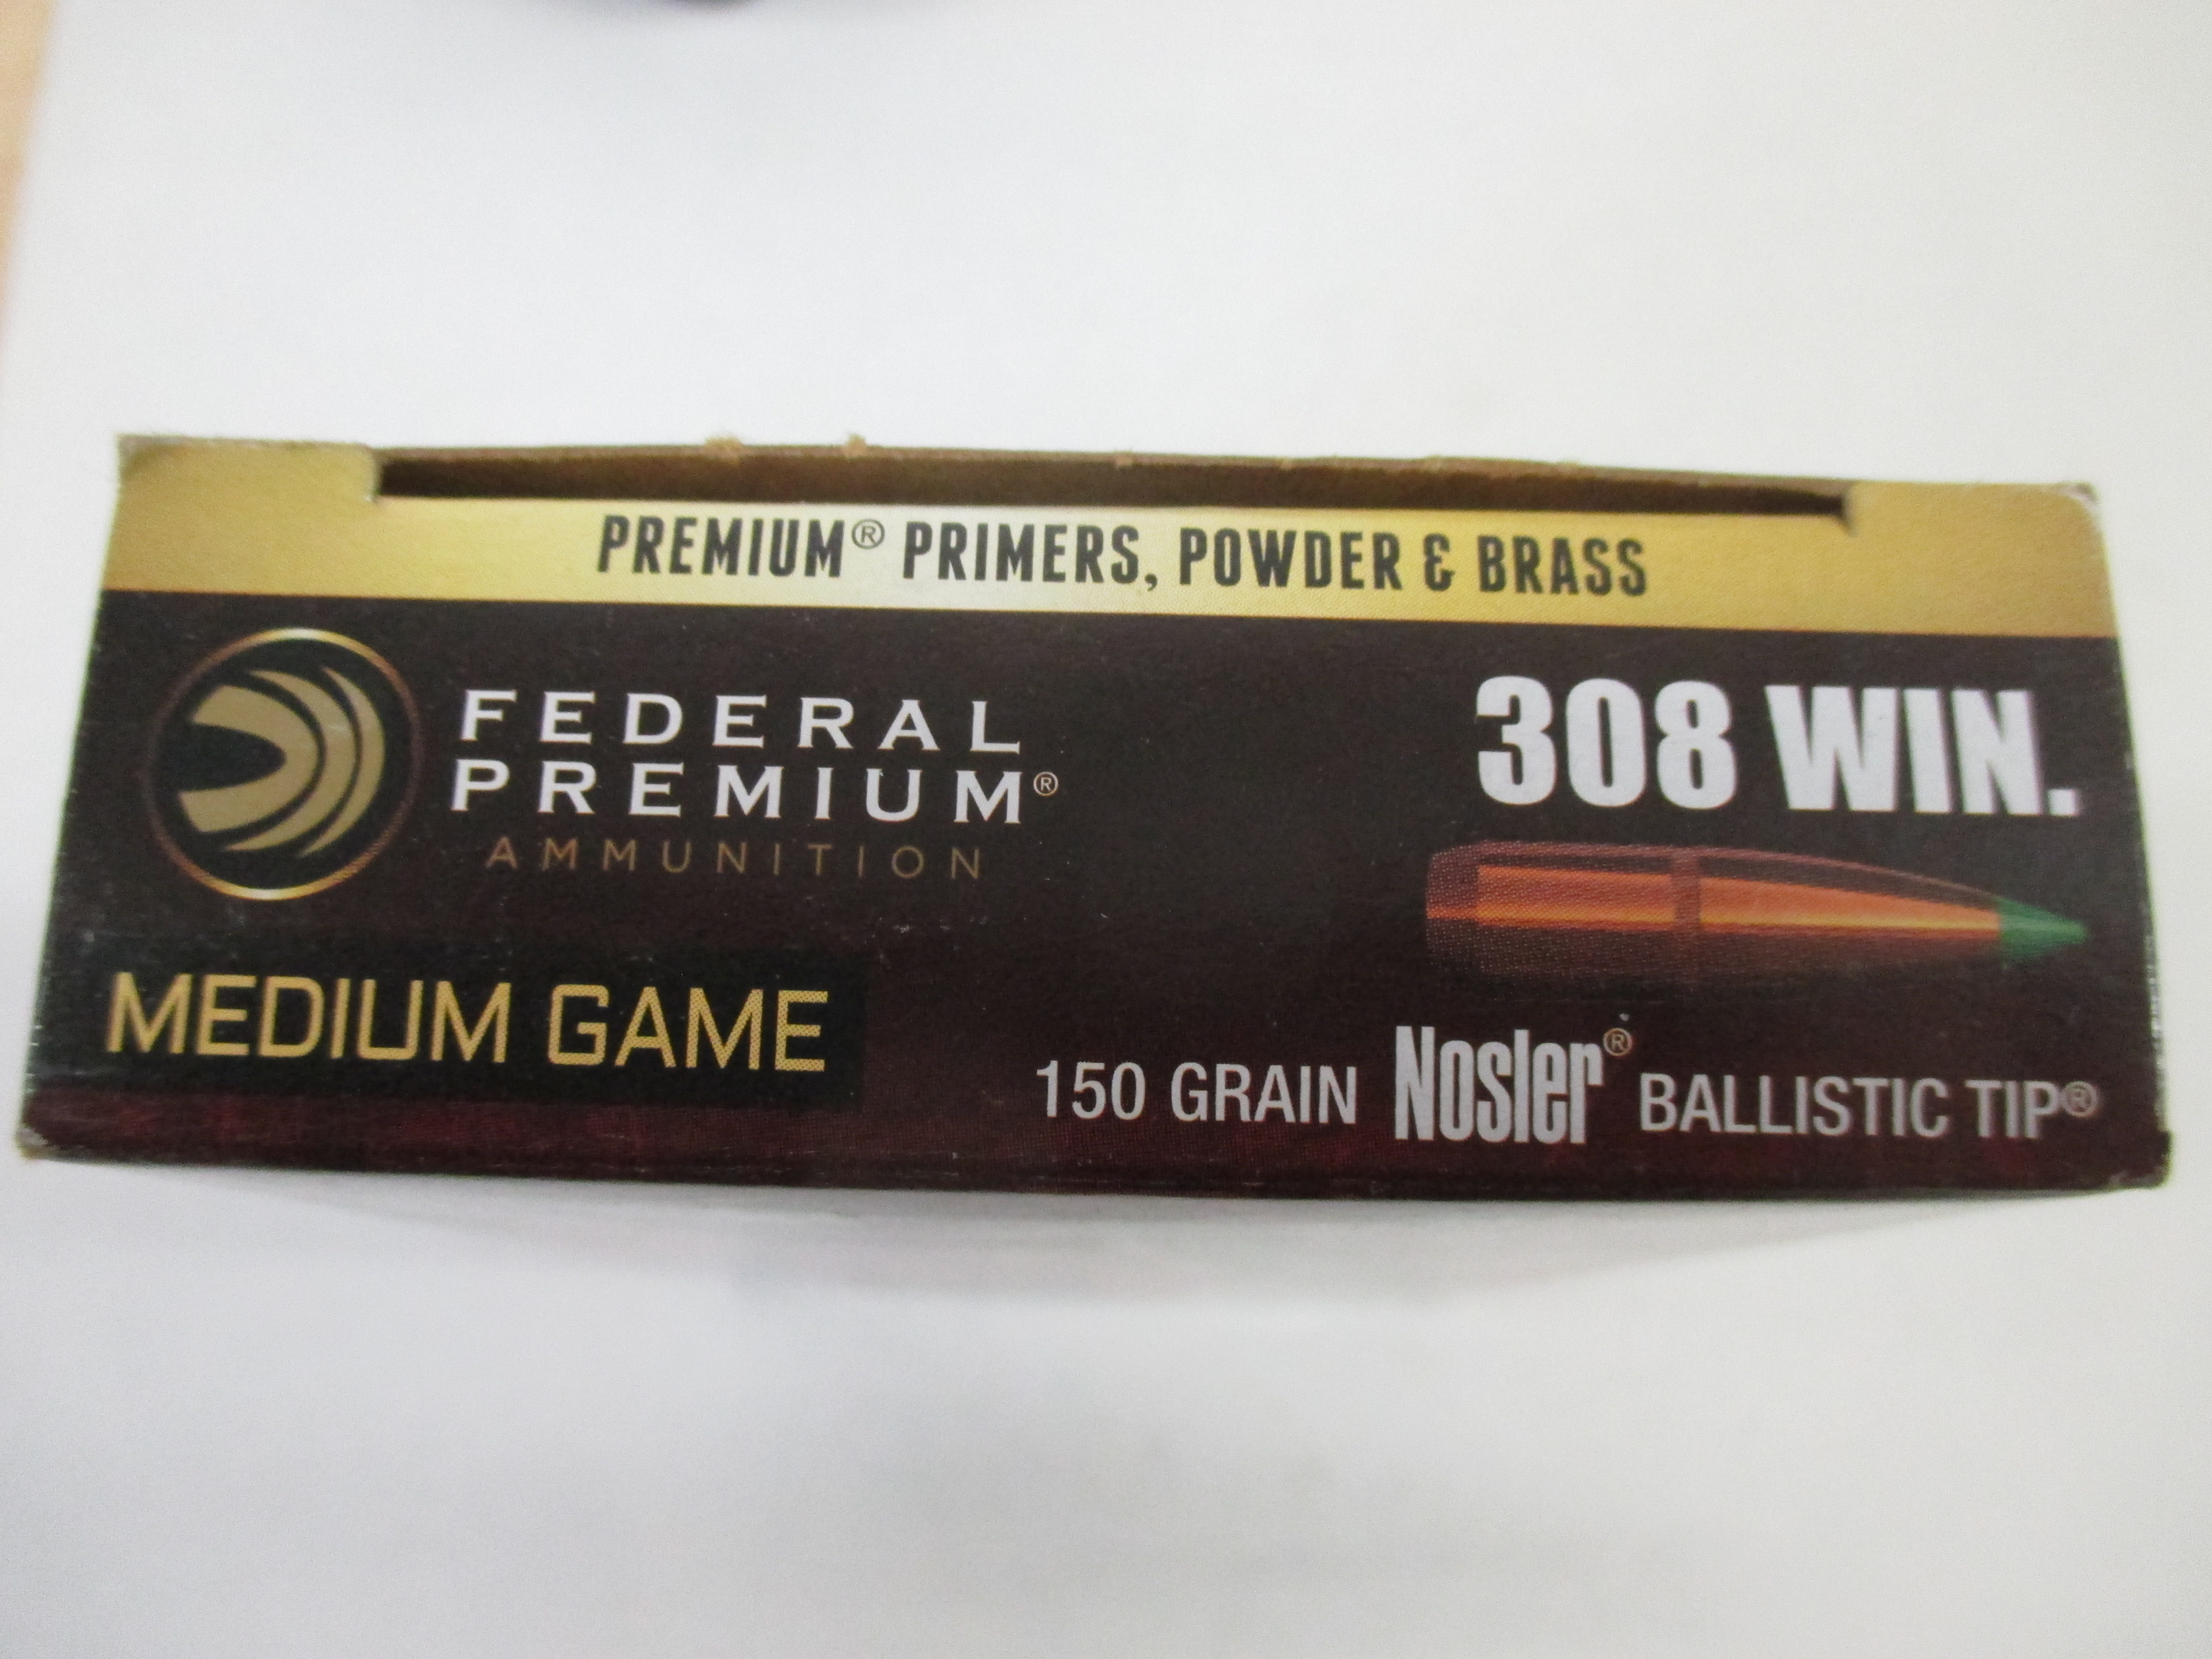 PREMIUM® PRIMERS, POWDER & BRASS
FEDERAL
PREMIUM®
AMMUNITION
308 WIN.
MEDIUM GAME
150 GRAIN Nosler® BALLISTIC TIP®